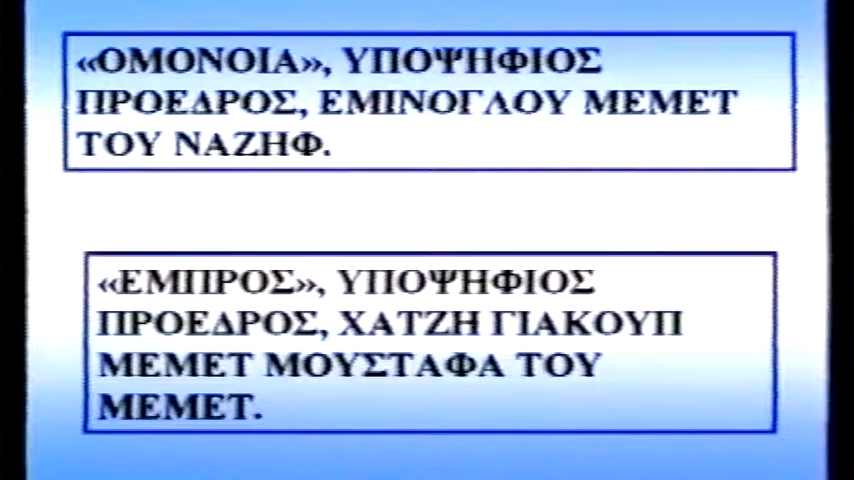 «ΟΜΟΝΟΙΑ», ΥΠΟΨΗΦΙΟΣ
ΠΡΟΕΔΡΟΣ, ΕΜΙΝΟΓΛΟΥ ΜΕΜΕΤ
ΤΟΥ ΝΑΖΗΦ.
«ΕΜΠΡΟΣ», ΥΠΟΨΗΦΙΟΣ
ΠΡΟΕΔΡΟΣ, ΧΑΤΖΗ ΓΙΑΚΟΥΠ
ΜΕΜΕΤ ΜΟΥΣΤΑΦΑ ΤΟΥ
ΜΕΜΕΤ.